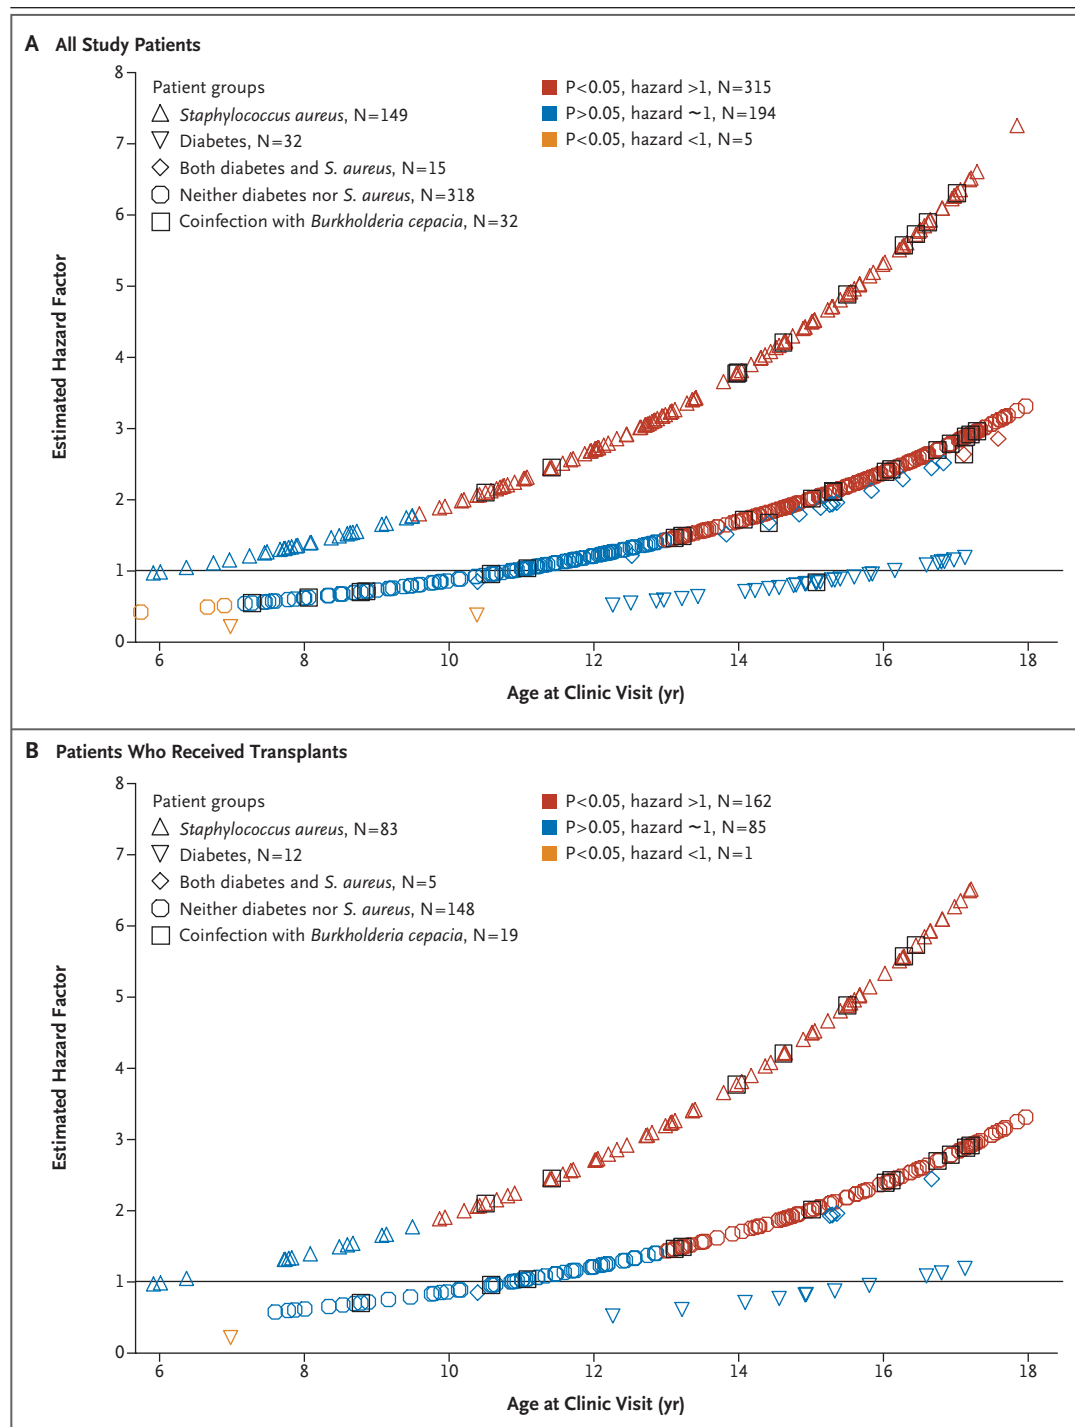 A All Study Patients
8
7
6
5
4
3
2
1
0
Estimated Hazard Factor
Patient groups
Staphylococcus aureus, N=149
Diabetes, N=32
Both diabetes and S. aureus, N=15
Neither diabetes nor S. aureus, N=318
Coinfection with Burkholderia cepacia, N=32
P<0.05, hazard >1, N=315
P>0.05, hazard ~1, N=194
P<0.05, hazard <1, N=5
6 8 10 12 14 16 18
Age at Clinic Visit (yr)
B Patients Who Received Transplants
8
7
6
5
4
3
2
1
0
Estimated Hazard Factor
Patient groups
Staphylococcus aureus, N=83
Diabetes, N=12
Both diabetes and S. aureus, N=5
Neither diabetes nor S. aureus, N=148
Coinfection with Burkholderia cepacia, N=19
P<0.05, hazard >1, N=162
P>0.05, hazard ~1, N=85
P<0.05, hazard <1, N=1
6 8 10 12 14 16 18
Age at Clinic Visit (yr)